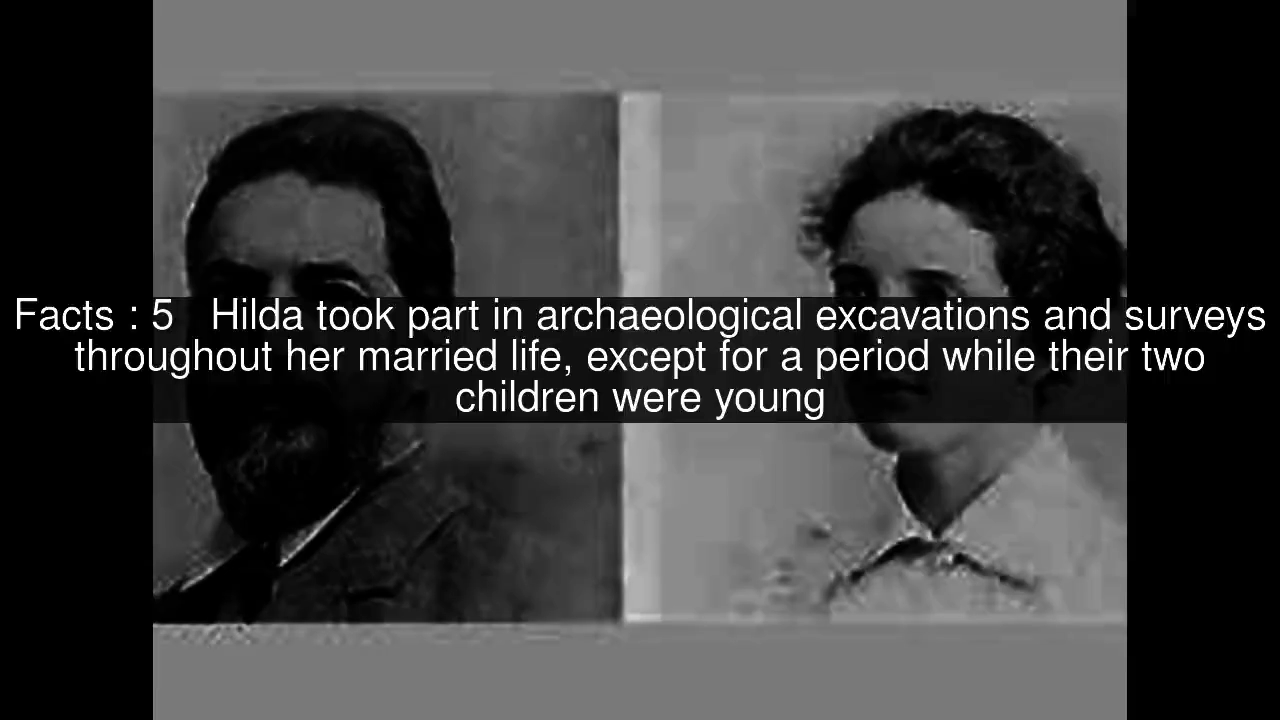 Facts : 5 Hilda took part in archaeological excavations and surveys
throughout her married life, except for a period while their two
children were young